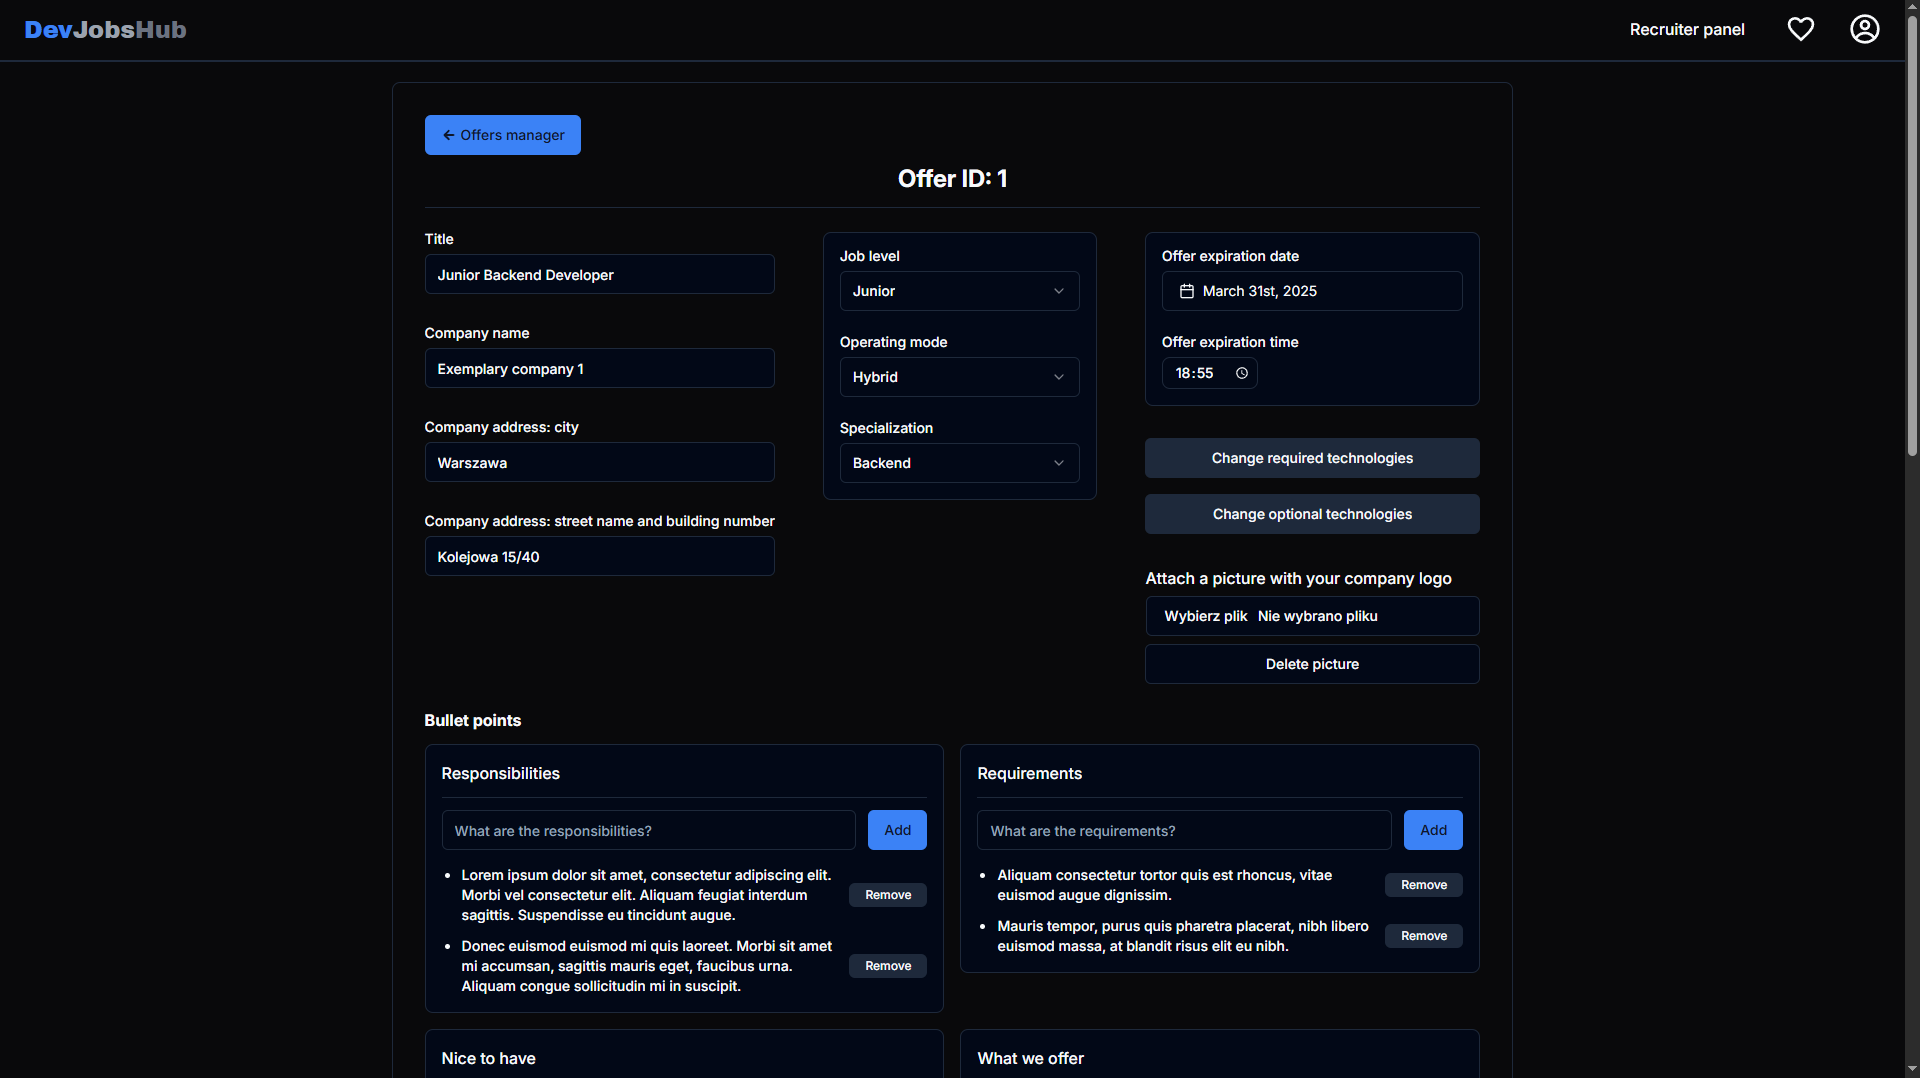 DevJobsHub
Recruiter panel
← Offers manager
Offer ID: 1
Title
Junior Backend Developer
Company name
Exemplary company 1
Company address: city
Warszawa
Company address: street name and building number
Kolejowa 15/40
Job level
Junior
Operating mode
Hybrid
Specialization
Backend
Offer expiration date
March 31st, 2025
Offer expiration time
18:55
Change required technologies
Change optional technologies
Attach a picture with your company logo
Wybierz plik Nie wybrano pliku
Delete picture
Bullet points
Responsibilities
What are the responsibilities?
Add
• Lorem ipsum dolor sit amet, consectetur adipiscing elit.
Morbi vel consectetur elit. Aliquam feugiat interdum
sagittis. Suspendisse eu tincidunt augue.
Remove
• Donec euismod euismod mi quis laoreet. Morbi sit amet
mi accumsan, sagittis mauris eget, faucibus urna.
Aliquam congue sollicitudin mi in suscipit.
Remove
Requirements
What are the requirements?
Add
• Aliquam consectetur tortor quis est rhoncus, vitae
euismod augue dignissim.
Remove
• Mauris tempor, purus quis pharetra placerat, nibh libero
euismod massa, at blandit risus elit eu nibh.
Remove
Nice to have
What we offer